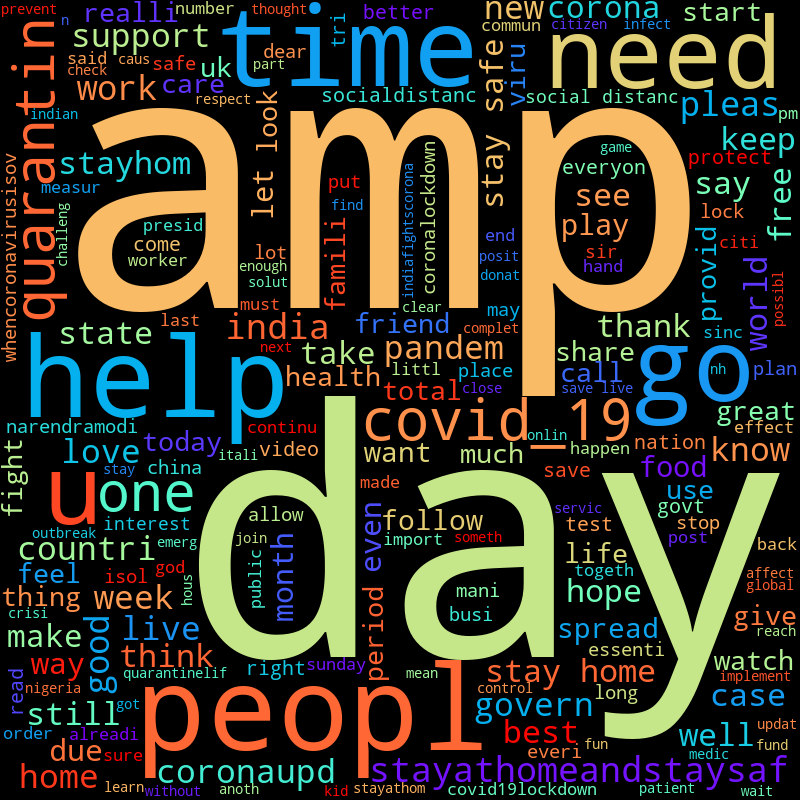 prevent
n
realli
number
thought
tri
better
new
corona
start
support
said
caus
safe
dear
part
time
commun
citizen
infect
need
quarantin
check
work
care
uk
respect
socialdistanc
stay safe
viru
social distanc
pleas
pm
indian
let look
amp
game
keep
whencoronavirusisov
stayhom
measur
put
find
indiafightscorona
coronalockdown
everyon
see
protect
say
free
challeng
presid
come
worker
lot
famili
end
posit
donat
play
sir
hand
lock
citi
enough
solut
must
clear
may
provid
world
possibl
last
state
india
friend
complet
thank
sinc
help
next
take
pandem
share
go
nh
plan
health
littl
place
call
save live
total
close
great
narendramodi
continu
covid_19
onlin
effect
fight
love
today
itali
video
want
much
happen
nation
know
stay
china
made
save
food
u
one
day
use
interest
allow
follow
servic
test
govt
stop
post
outbreak
countri
emerg
join
import
someth
back
feel
isol
god
hous
public
month
even
life
togeth
affect
global
thing
week
mani
busi
hope
crisi
period
give
reach
make
good
live
spread
essenti
way
think
right
sunday
mean
stay home
watch
read
nigeria
quarantinelif
peopl
control
long
implement
still
got
govern
case
order
alreadi
best
well
updat
due
sure
everi
fun
medic
fund
home
coronaupd
stayathomeandstaysaf
learn
without
anoth
kid
stayathom
covid19lockdown
patient
wait